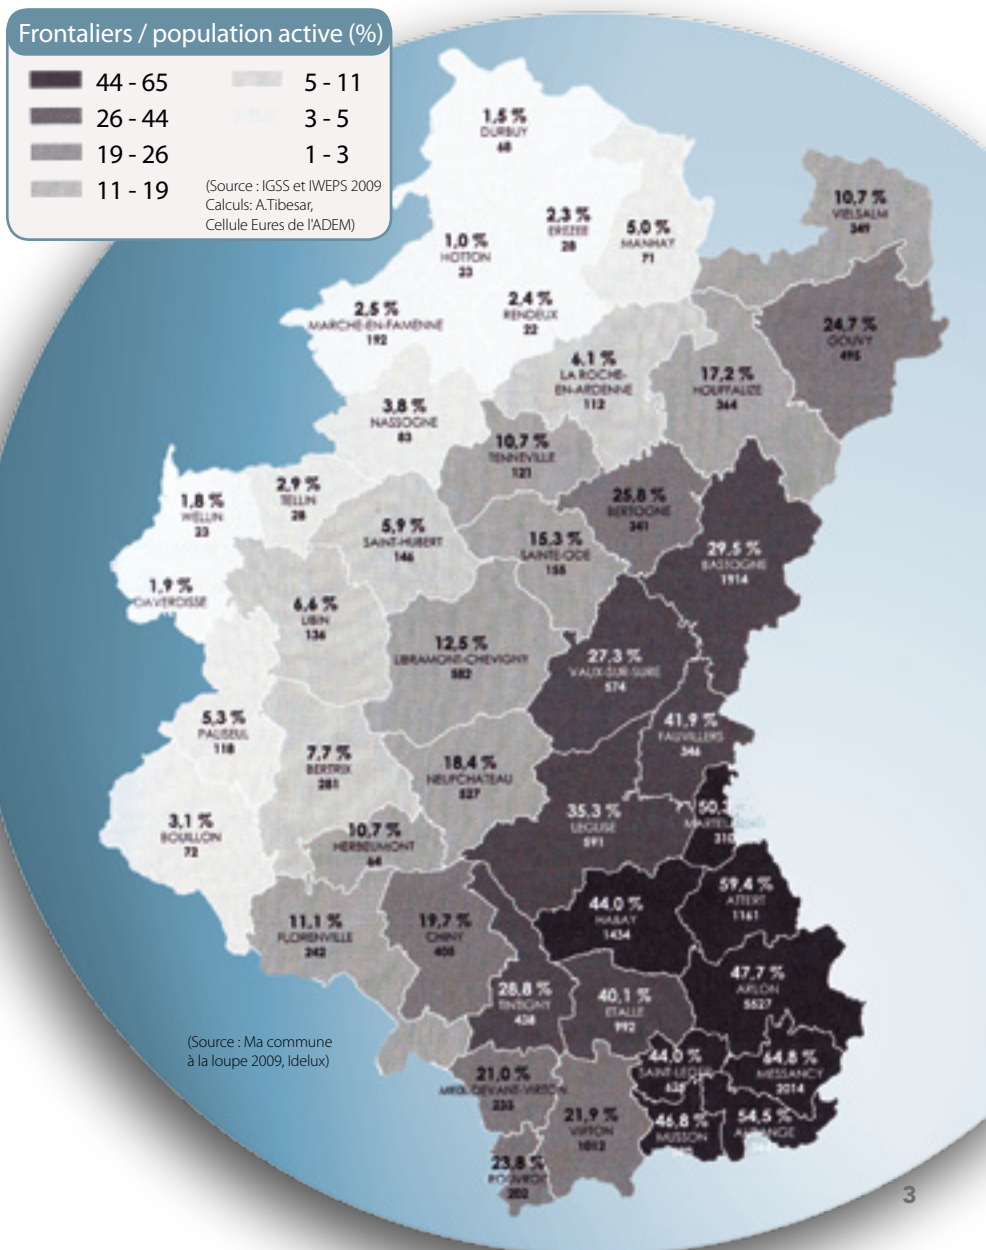 Frontaliers / population active (%)
44 - 65
26 - 44
19 - 26
11 - 19
5 - 11
3 - 5
1 - 3
(Source : IGSS et IWEPS 2009
Calculs: A.Tibesar,
Cellule Eures de l'ADEM)
1,5 %
DURBUY
68
10,7 %
VIELSALM
349
2,3 %
EREZEE
28
5,0 %
MANHAY
71
1,0 %
HOTTON
23
2,5 %
MARCHE-EN-FAMENNE
192
2,4 %
RENDEUX
22
24,7 %
GOUVY
495
6,1 %
LA ROCHE-
EN-ARDENNE
112
17,2 %
HOUFFALIZE
364
3,8 %
NASSOGNE
83
10,7 %
TENNEVILLE
121
2,9 %
TELLIN
28
1,8 %
WELLIN
23
25,8 %
BERTOGNE
341
5,9 %
SAINT-HUBERT
146
15,3 %
SAINTE-ODE
155
29,5 %
BASTOGNE
1914
1,9 %
DAVERDISSE
6,6 %
LIBIN
136
12,5 %
LIBRAMONT-CHEVIGNY
582
27,3 %
VAUX-SUR-SURE
574
5,3 %
PALISEUL
118
41,9 %
FAUVILLERS
346
7,7 %
BERTRIX
281
18,4 %
NEUFCHATEAU
527
35,3 %
LEGLISE
591
50,
310
3,1 %
BOUILLON
72
10,7 %
HERBEUMONT
64
59,4 %
ATTERT
1161
44,0 %
HABAY
1434
11,1 %
FLORENVILLE
242
19,7 %
CHINY
405
47,7 %
ARLON
5527
28,8 %
TINTIGNY
438
40,1 %
ETALLE
992
(Source : Ma commune
à la loupe 2009, Idelux)
44,0 %
SAINT-LEGER
64,8 %
MESSANCY
2014
21,0 %
MEIX-DEVANT-VIRTON
233
21,9 %
VIRTON
1012
46,8 %
MUSSON
54,5 %
AUBANGE
23,8 %
ROUVROY
202
3